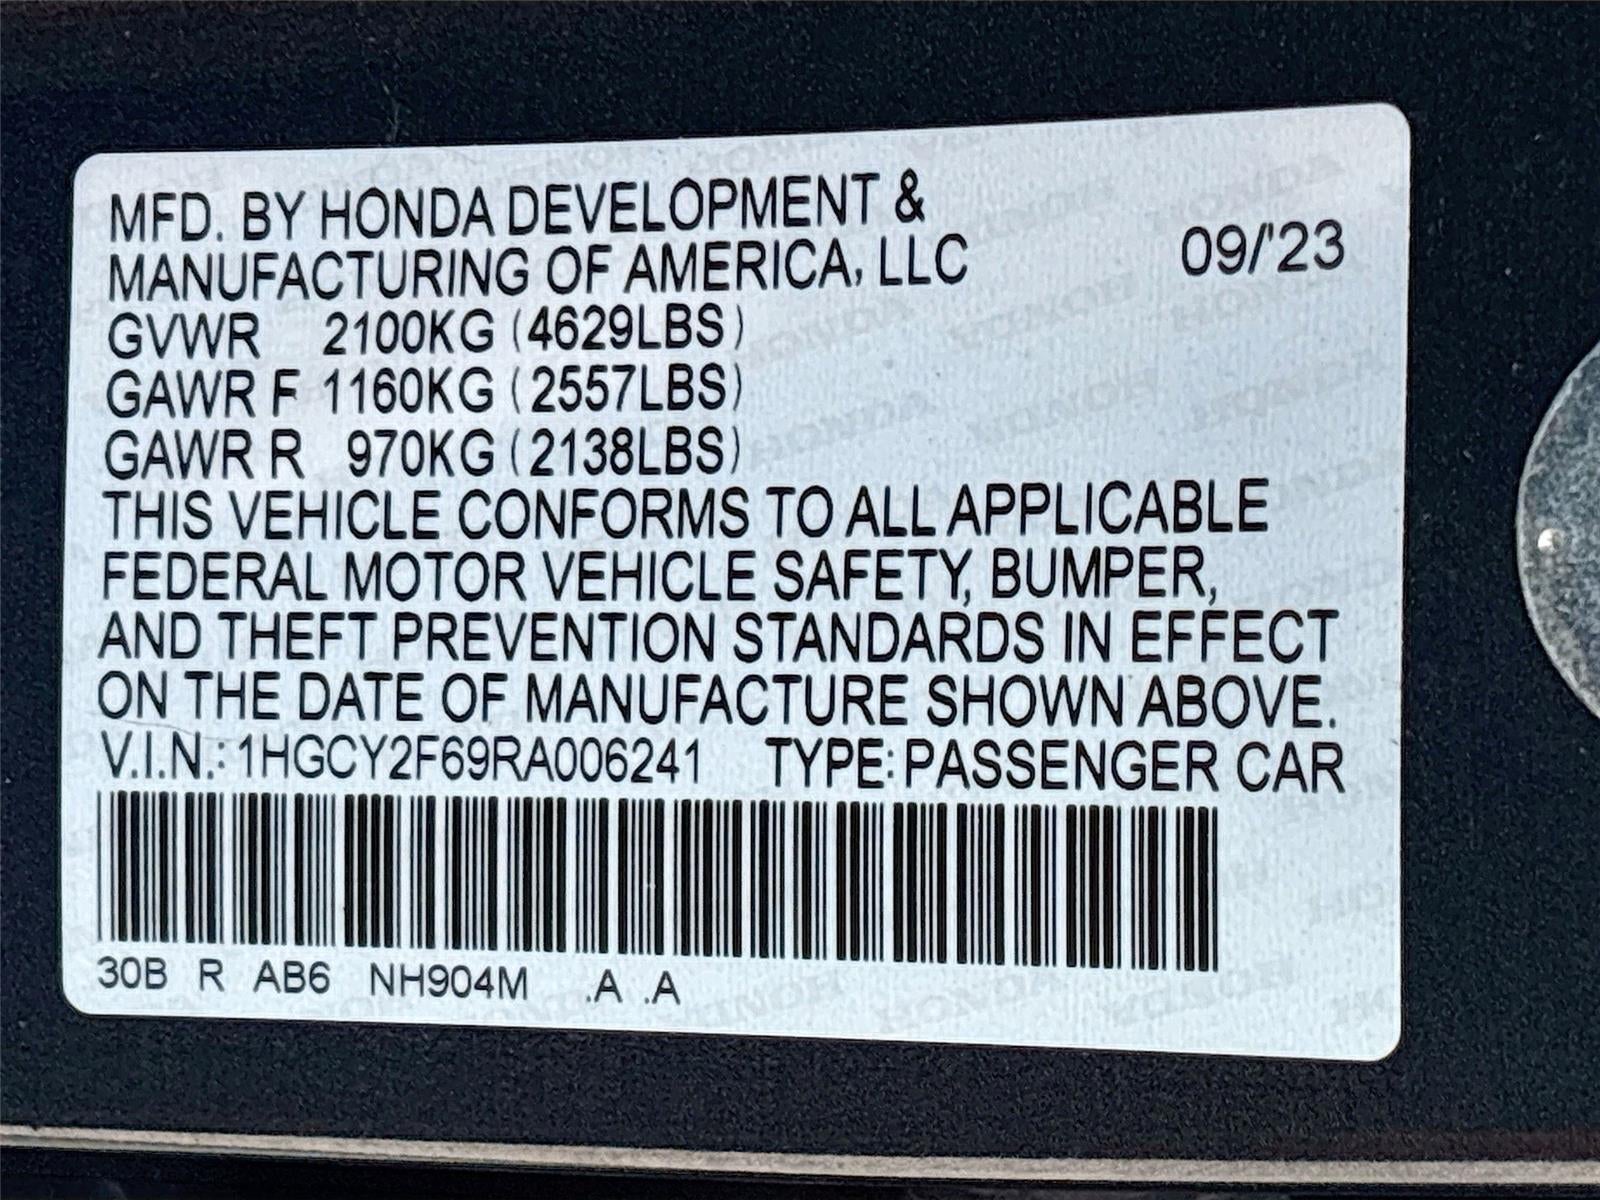 MFD. BY HONDA DEVELOPMENT &
MANUFACTURING OF AMERICA, LLC 09/'23
GVWR 2100KG (4629LBS)
GAWR F 1160KG (2557LBS)
GAWR R 970KG (2138LBS)
THIS VEHICLE CONFORMS TO ALL APPLICABLE
FEDERAL MOTOR VEHICLE SAFETY, BUMPER,
AND THEFT PREVENTION STANDARDS IN EFFECT
ON THE DATE OF MANUFACTURE SHOWN ABOVE.
V.I.N.: 1HGCY2F69RA006241 TYPE: PASSENGER CAR
30B R AB6 NH904M .A .A